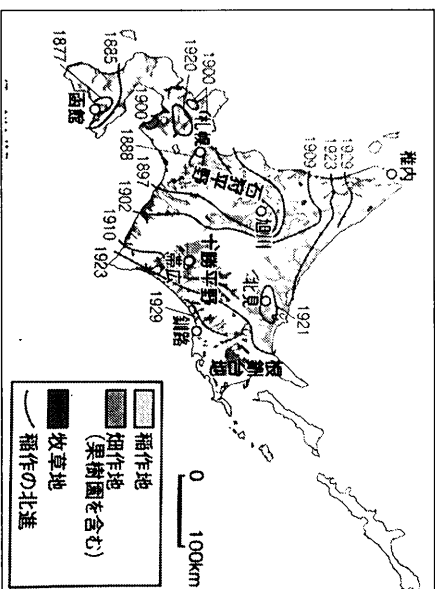 稚内
1929
1923
1909
1921
北見
旭川
石狩平野
札幌
1900
1920
1900
1888
1897
1902
1910
1923
1885
1877
函館
十勝平野
帯広
1929
釧路
根釧台地
0 100km
稲作地
畑作地
(果樹園を含む)
牧草地
稲作の北進